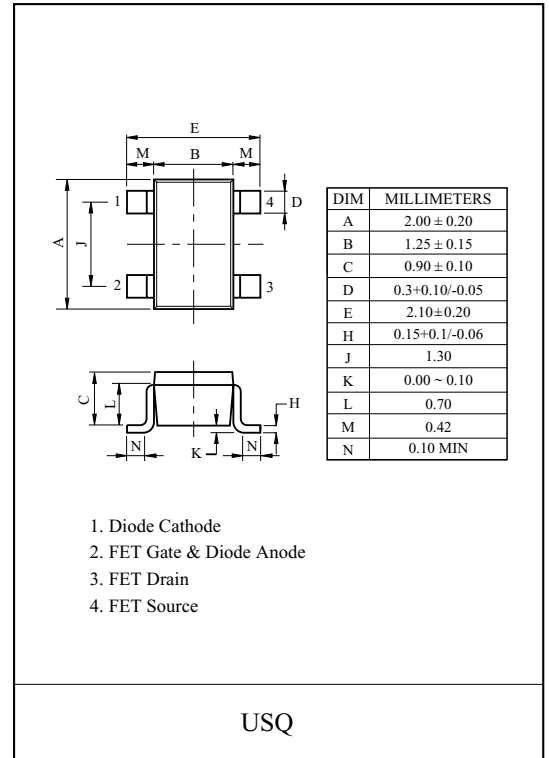 E
M B M
1 4 D
A J
2 3
C L H
N K N
DIM MILLIMETERS
A 2.00 ± 0.20
B 1.25 ± 0.15
C 0.90 ± 0.10
D 0.3+0.10/-0.05
E 2.10±0.20
H 0.15+0.1/-0.06
J 1.30
K 0.00 ~ 0.10
L 0.70
M 0.42
N 0.10 MIN
1. Diode Cathode
2. FET Gate & Diode Anode
3. FET Drain
4. FET Source
USQ